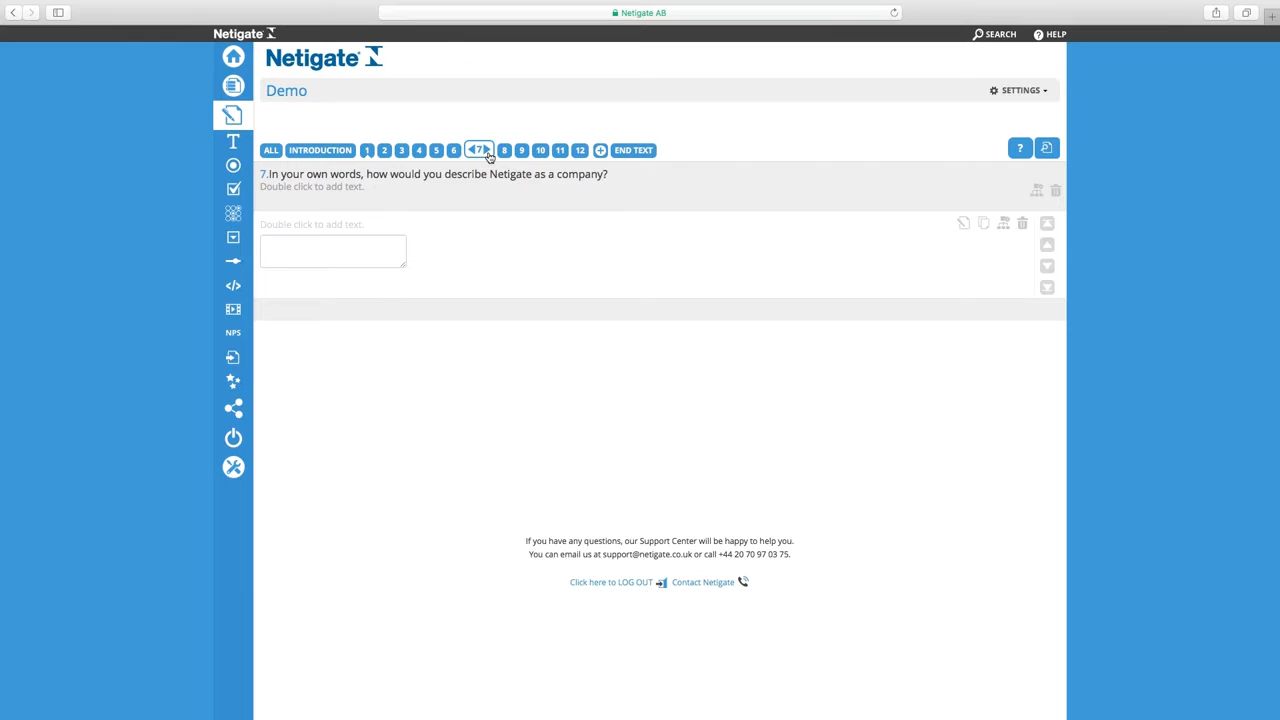 Netigate AB
Netigate
SEARCH
HELP
Netigate
Demo
SETTINGS
ALL INTRODUCTION 1 2 3 4 5 6 7 8 9 10 11 12 END TEXT ?
7.In your own words, how would you describe Netigate as a company?
Double click to add text.
Double click to add text.
NPS
If you have any questions, our Support Center will be happy to help you.
You can email us at support@netigate.co.uk or call +44 20 70 97 03 75.
Click here to LOG OUT Contact Netigate